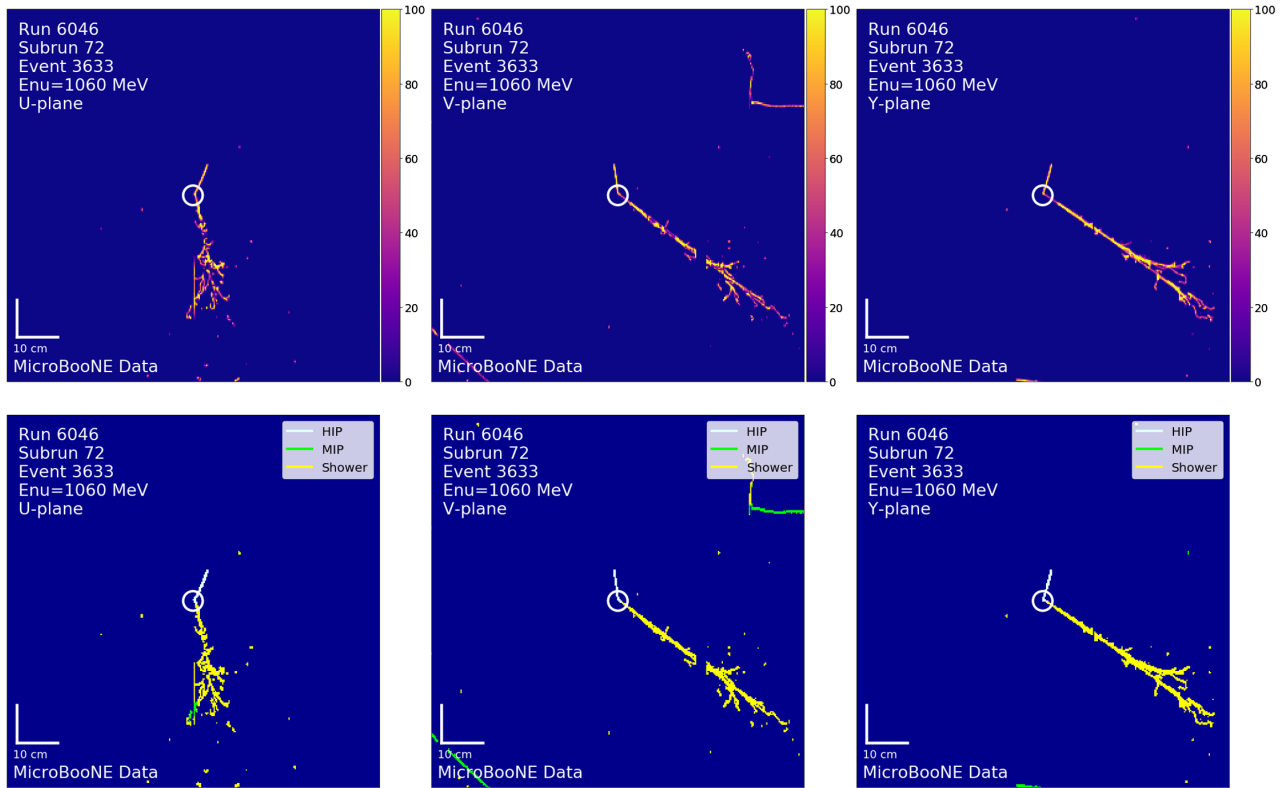 Run 6046
Subrun 72
Event 3633
Enu=1060 MeV
U-plane
10 cm
MicroBooNE Data
100
80
60
40
20
0
Run 6046
Subrun 72
Event 3633
Enu=1060 MeV
V-plane
10 cm
MicroBooNE Data
100
80
60
40
20
0
Run 6046
Subrun 72
Event 3633
Enu=1060 MeV
Y-plane
10 cm
MicroBooNE Data
100
80
60
40
20
0
Run 6046
Subrun 72
Event 3633
Enu=1060 MeV
U-plane
HIP
MIP
Shower
10 cm
MicroBooNE Data
Run 6046
Subrun 72
Event 3633
Enu=1060 MeV
V-plane
HIP
MIP
Shower
10 cm
MicroBooNE Data
Run 6046
Subrun 72
Event 3633
Enu=1060 MeV
Y-plane
HIP
MIP
Shower
10 cm
MicroBooNE Data